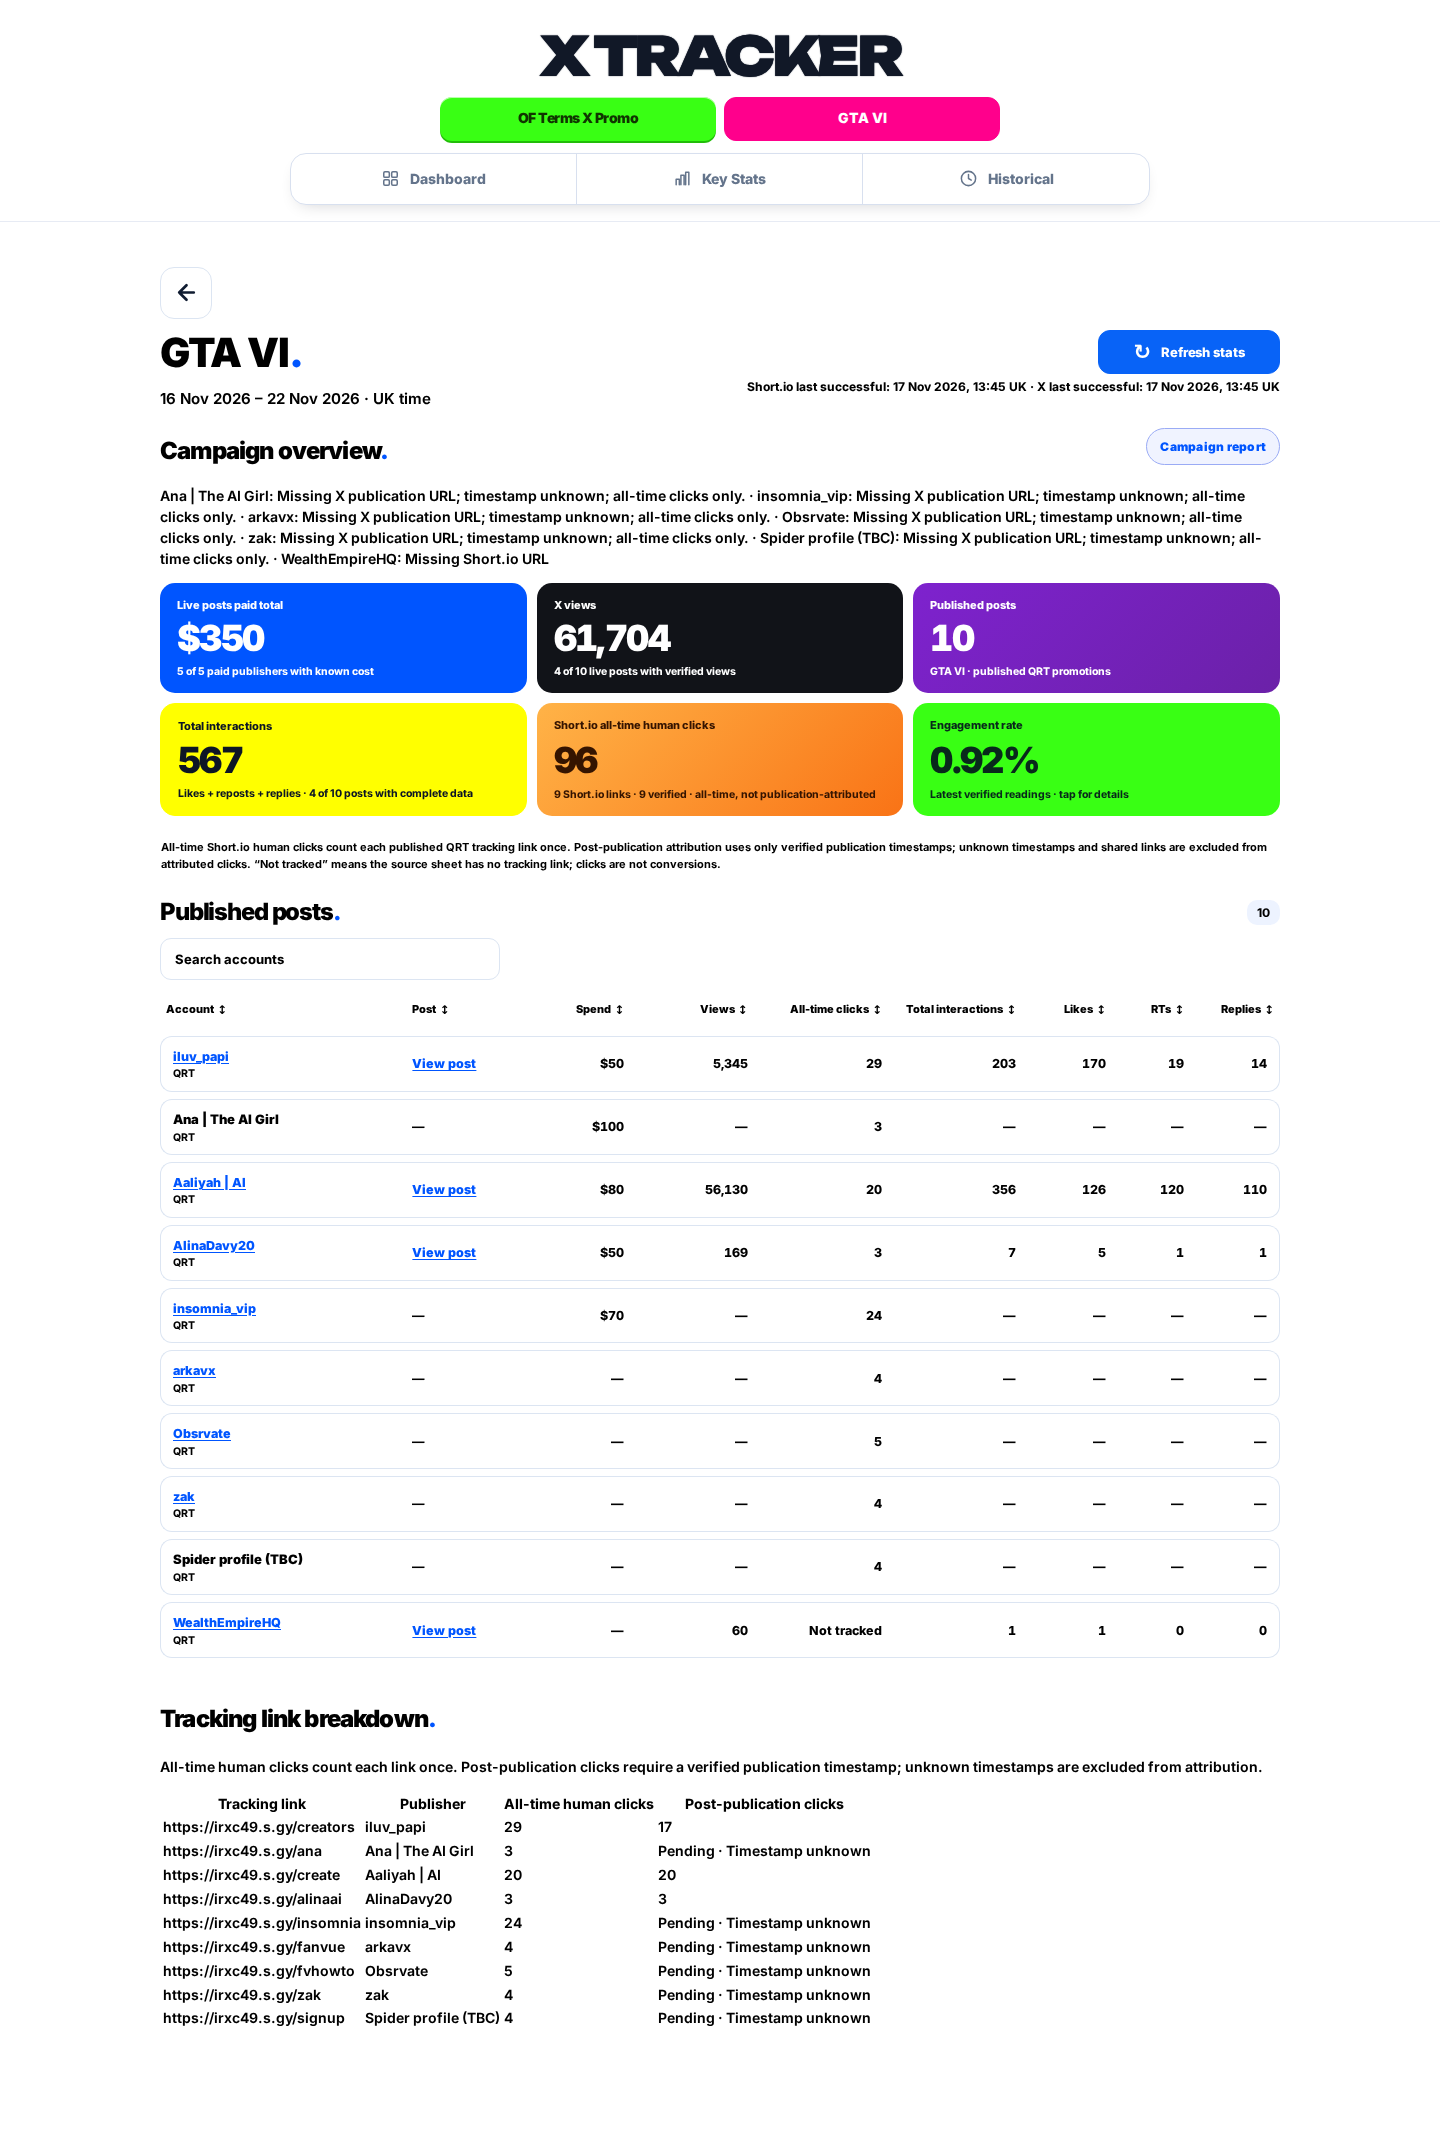 X TRACKER
OF Terms X Promo
GTA VI
Dashboard
Key Stats
Historical
GTA VI.
Refresh stats
16 Nov 2026 – 22 Nov 2026 · UK time
Short.io last successful: 17 Nov 2026, 13:45 UK · X last successful: 17 Nov 2026, 13:45 UK
Campaign overview.
Campaign report
Ana | The AI Girl: Missing X publication URL; timestamp unknown; all-time clicks only. · insomnia_vip: Missing X publication URL; timestamp unknown; all-time
clicks only. · arkavx: Missing X publication URL; timestamp unknown; all-time clicks only. · Obsrvate: Missing X publication URL; timestamp unknown; all-time
clicks only. · zak: Missing X publication URL; timestamp unknown; all-time clicks only. · Spider profile (TBC): Missing X publication URL; timestamp unknown; all-
time clicks only. · WealthEmpireHQ: Missing Short.io URL
Live posts paid total
$350
5 of 5 paid publishers with known cost
X views
61,704
4 of 10 live posts with verified views
Published posts
10
GTA VI · published QRT promotions
Total interactions
567
Likes + reposts + replies · 4 of 10 posts with complete data
Short.io all-time human clicks
96
9 Short.io links · 9 verified · all-time, not publication-attributed
Engagement rate
0.92%
Latest verified readings · tap for details
All-time Short.io human clicks count each published QRT tracking link once. Post-publication attribution uses only verified publication timestamps; unknown timestamps and shared links are excluded from
attributed clicks. “Not tracked” means the source sheet has no tracking link; clicks are not conversions.
Published posts.
10
Search accounts
Account ↕ Post ↕ Spend ↕ Views ↕ All-time clicks ↕ Total interactions ↕ Likes ↕ RTs ↕ Replies ↕
iluv_papi
QRT
View post $50 5,345 29 203 170 19 14
Ana | The AI Girl
QRT
— $100 — 3 — — — —
Aaliyah | AI
QRT
View post $80 56,130 20 356 126 120 110
AlinaDavy20
QRT
View post $50 169 3 7 5 1 1
insomnia_vip
QRT
— $70 — 24 — — — —
arkavx
QRT
— — — 4 — — — —
Obsrvate
QRT
— — — 5 — — — —
zak
QRT
— — — 4 — — — —
Spider profile (TBC)
QRT
— — — 4 — — — —
WealthEmpireHQ
QRT
View post — 60 Not tracked 1 1 0 0
Tracking link breakdown.
All-time human clicks count each link once. Post-publication clicks require a verified publication timestamp; unknown timestamps are excluded from attribution.
Tracking link Publisher All-time human clicks Post-publication clicks
https://irxc49.s.gy/creators iluv_papi 29 17
https://irxc49.s.gy/ana Ana | The AI Girl 3 Pending · Timestamp unknown
https://irxc49.s.gy/create Aaliyah | AI 20 20
https://irxc49.s.gy/alinaai AlinaDavy20 3 3
https://irxc49.s.gy/insomnia insomnia_vip 24 Pending · Timestamp unknown
https://irxc49.s.gy/fanvue arkavx 4 Pending · Timestamp unknown
https://irxc49.s.gy/fvhowto Obsrvate 5 Pending · Timestamp unknown
https://irxc49.s.gy/zak zak 4 Pending · Timestamp unknown
https://irxc49.s.gy/signup Spider profile (TBC) 4 Pending · Timestamp unknown